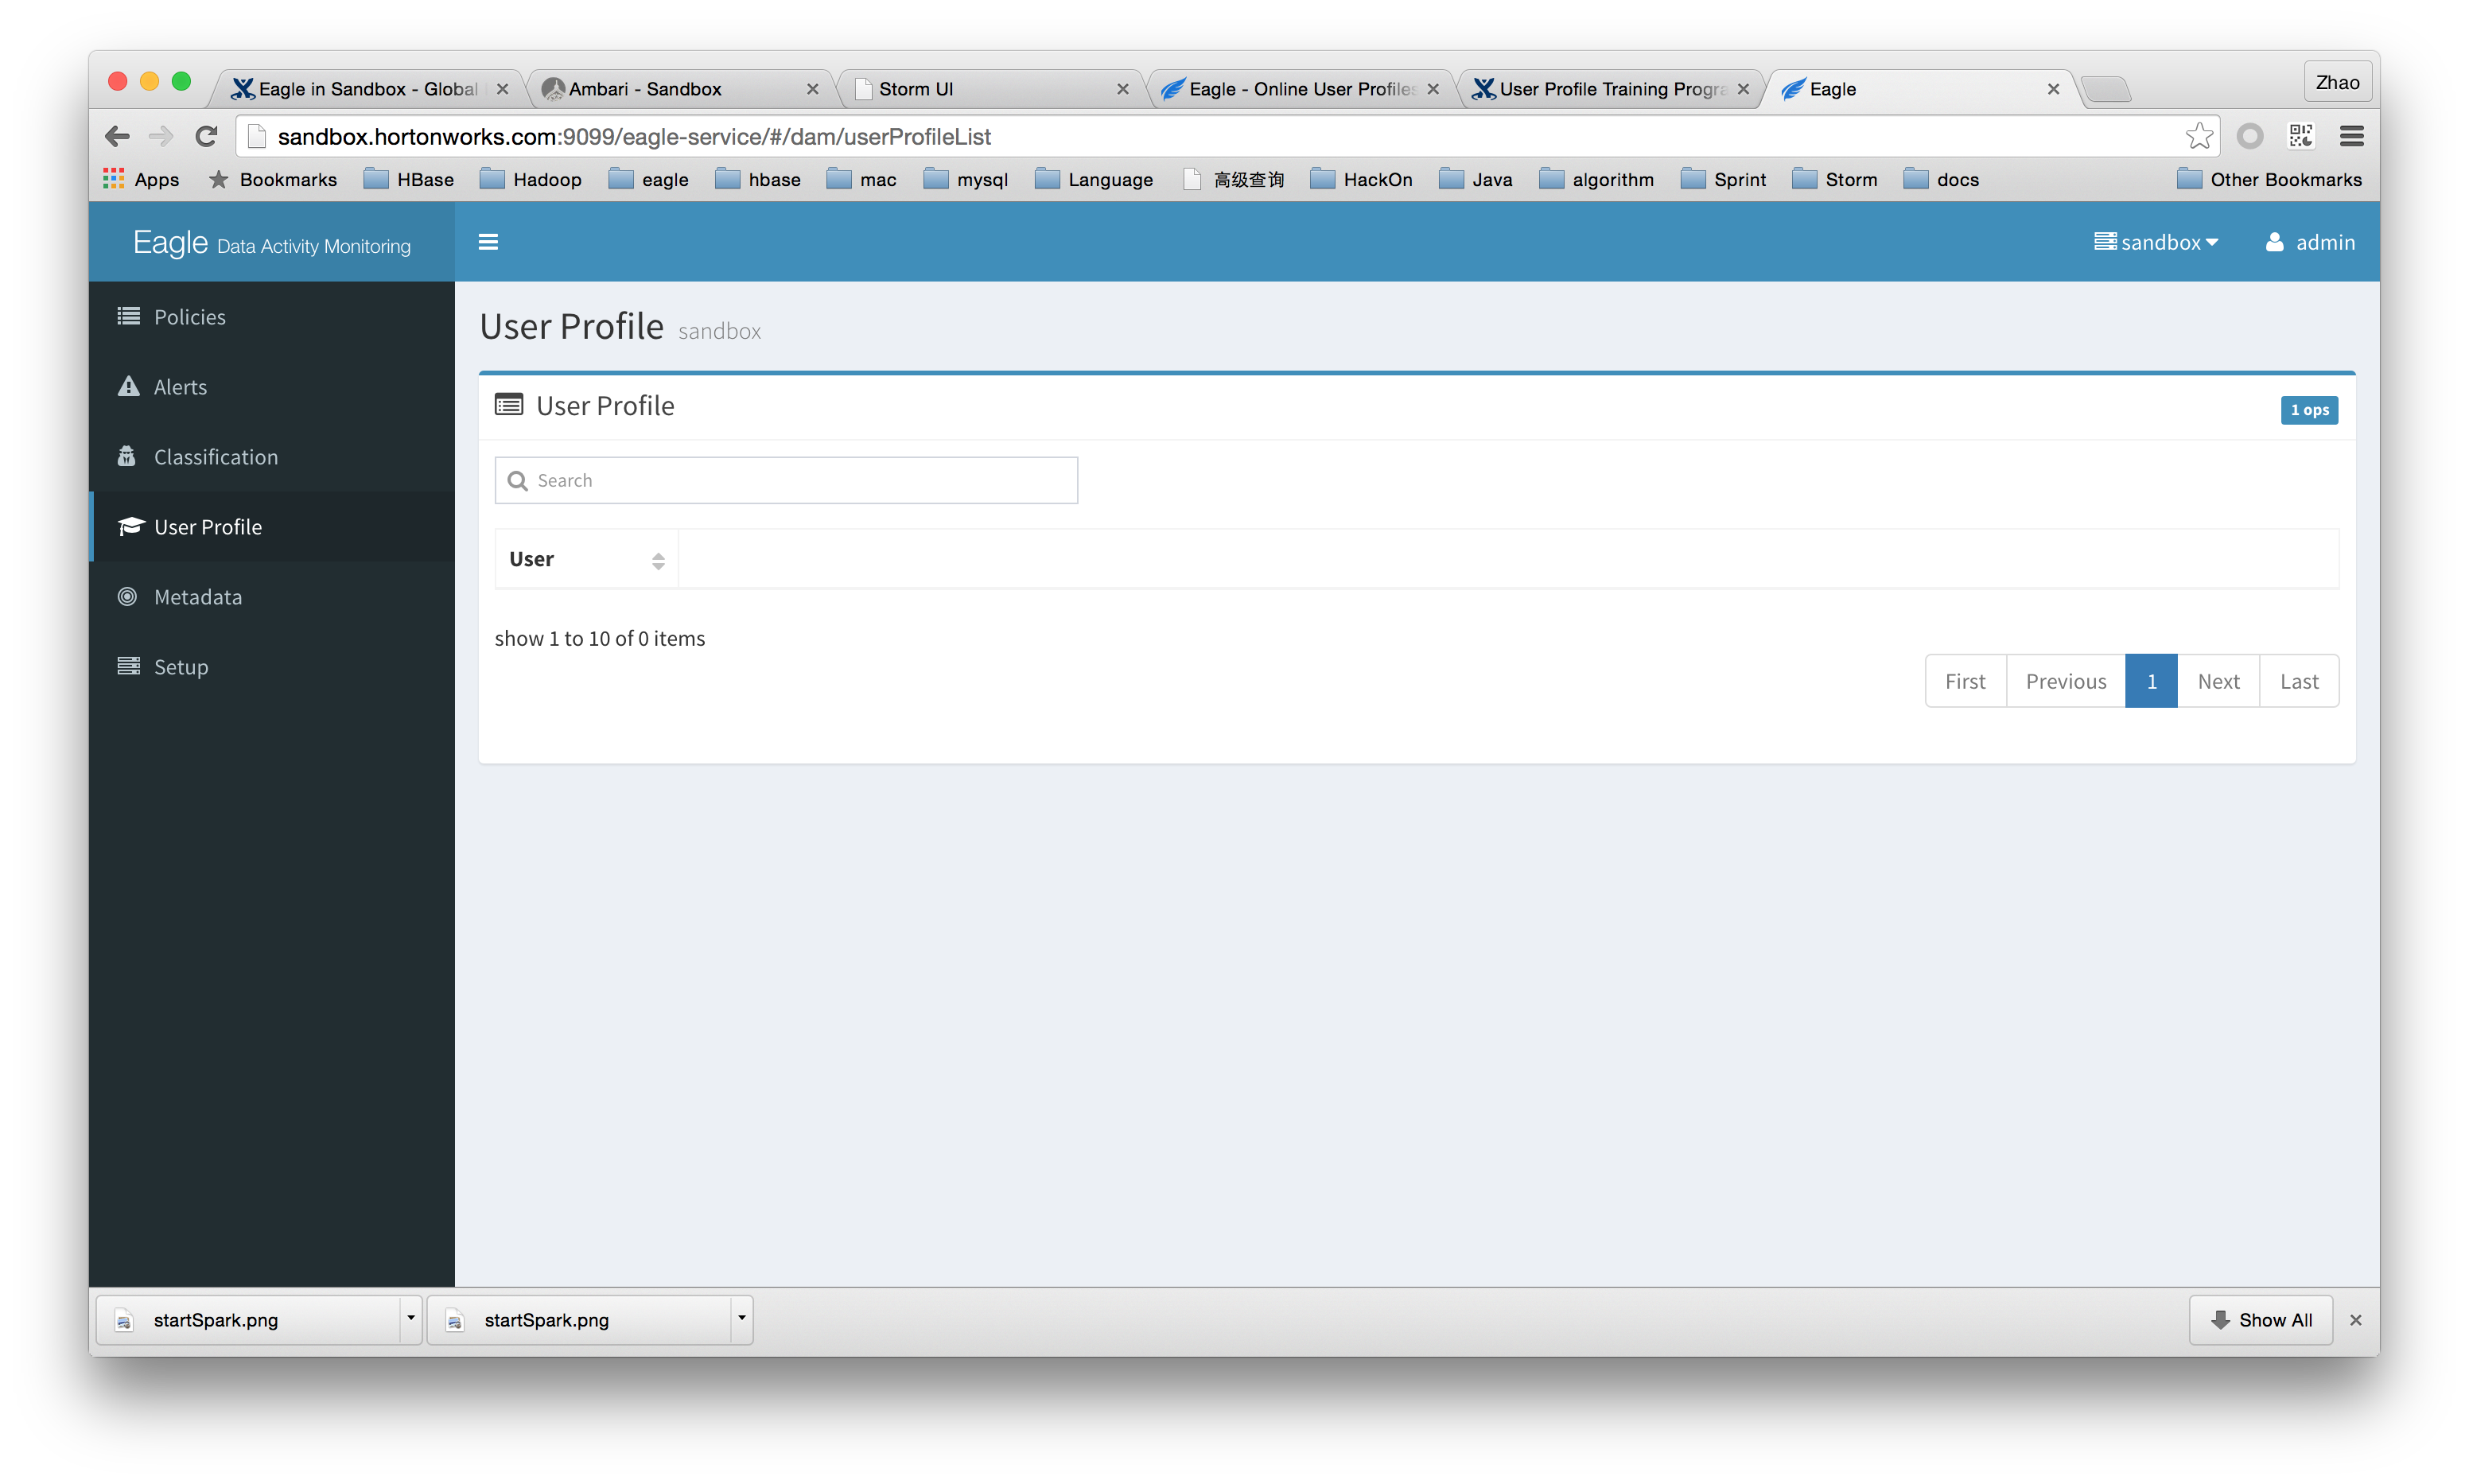 Eagle in Sandbox - Global
Ambari - Sandbox
Storm UI
Eagle - Online User Profiles
User Profile Training Progra
Eagle
Zhao
sandbox.hortonworks.com:9099/eagle-service/#/dam/userProfileList
Apps Bookmarks HBase Hadoop eagle hbase mac mysql Language 高级查询 HackOn Java algorithm Sprint Storm docs Other Bookmarks
Eagle Data Activity Monitoring
sandbox
admin
Policies
Alerts
Classification
User Profile
Metadata
Setup
User Profile sandbox
User Profile
1 ops
Search
User
show 1 to 10 of 0 items
First Previous 1 Next Last
startSpark.png
startSpark.png
Show All